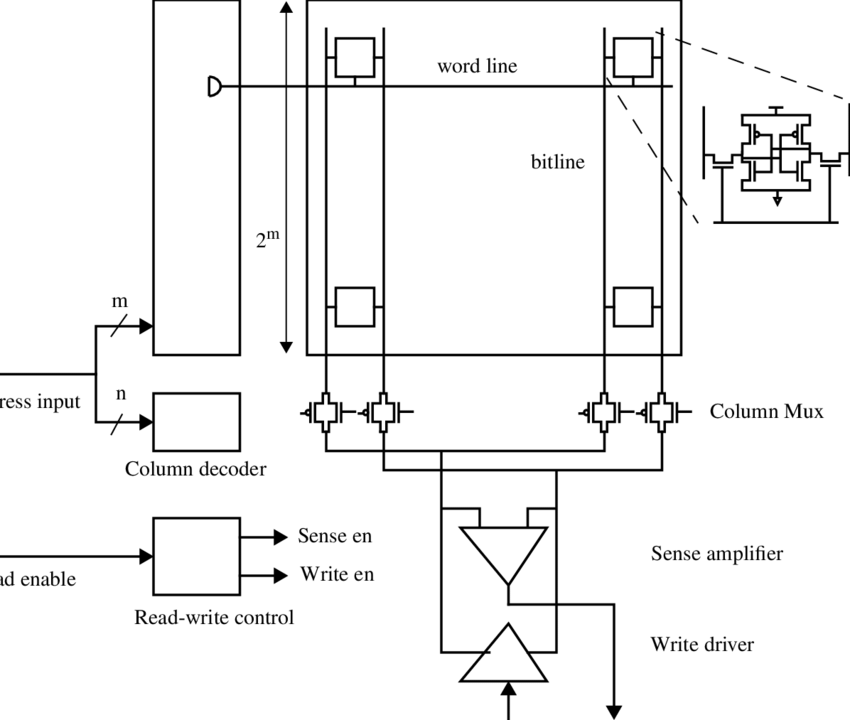 word line
bitline
2m
m
n
ress input
Column Mux
Column decoder
Sense en
Write en
ad enable
Read-write control
Sense amplifier
Write driver